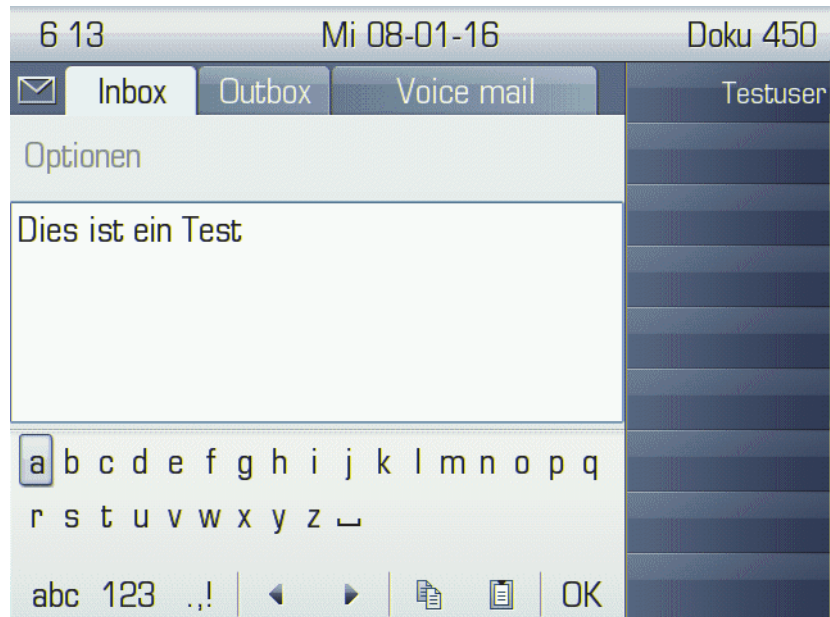 6 13 Mi 08-01-16 Doku 450
Inbox Outbox Voice mail Testuser
Optionen
Dies ist ein Test
a b c d e f g h i j k l m n o p q
r s t u v w x y z
abc 123 .,! OK